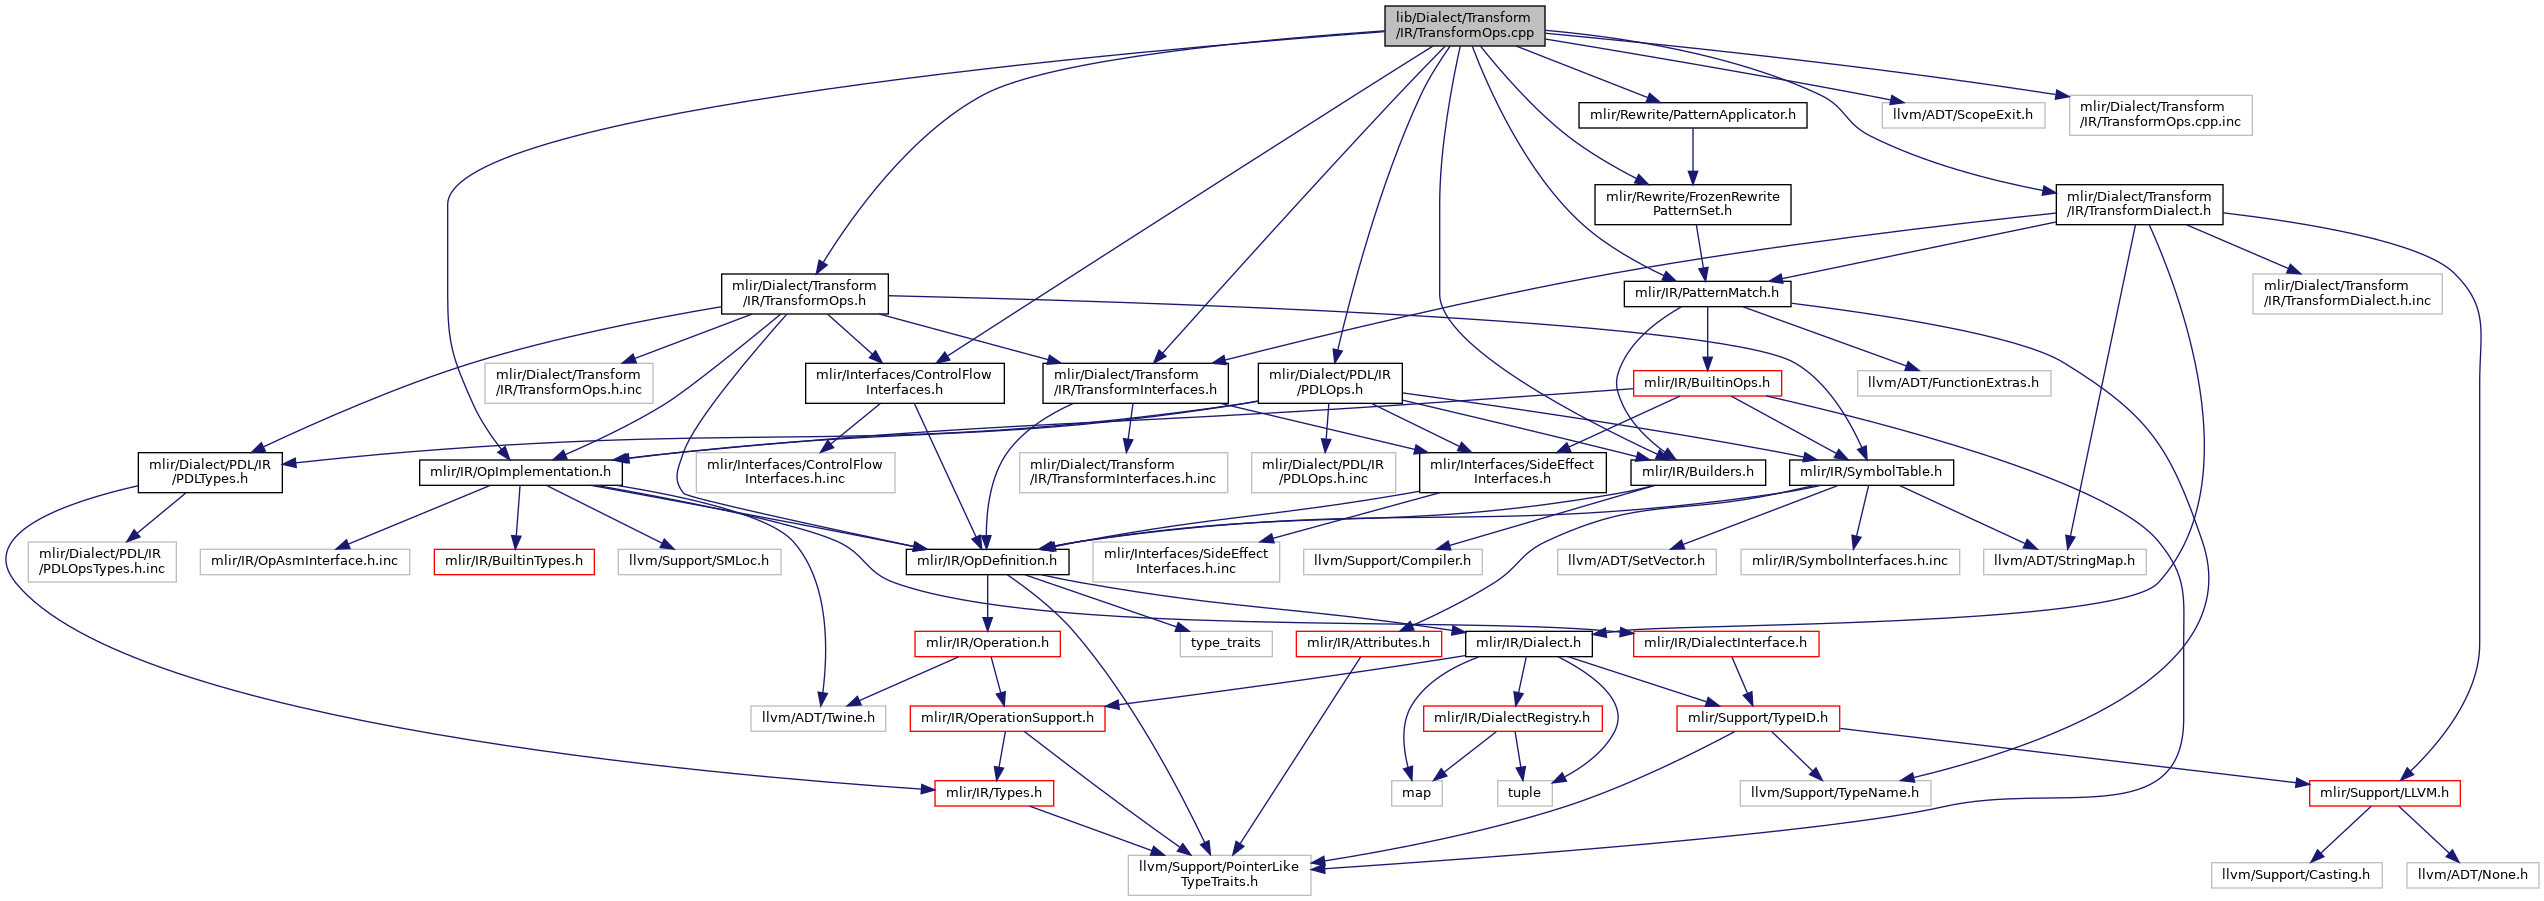 lib/Dialect/Transform
/IR/TransformOps.cpp
mlir/Rewrite/PatternApplicator.h
llvm/ADT/ScopeExit.h
mlir/Dialect/Transform
/IR/TransformOps.cpp.inc
mlir/Rewrite/FrozenRewrite
PatternSet.h
mlir/Dialect/Transform
/IR/TransformDialect.h
mlir/Dialect/Transform
/IR/TransformOps.h
mlir/IR/PatternMatch.h
mlir/Dialect/Transform
/IR/TransformDialect.h.inc
mlir/Dialect/Transform
/IR/TransformOps.h.inc
mlir/Interfaces/ControlFlow
Interfaces.h
mlir/Dialect/Transform
/IR/TransformInterfaces.h
mlir/Dialect/PDL/IR
/PDLOps.h
mlir/IR/BuiltinOps.h
llvm/ADT/FunctionExtras.h
mlir/Dialect/PDL/IR
/PDLTypes.h
mlir/IR/OpImplementation.h
mlir/Interfaces/ControlFlow
Interfaces.h.inc
mlir/Dialect/Transform
/IR/TransformInterfaces.h.inc
mlir/Dialect/PDL/IR
/PDLOps.h.inc
mlir/Interfaces/SideEffect
Interfaces.h
mlir/IR/Builders.h
mlir/IR/SymbolTable.h
mlir/Dialect/PDL/IR
/PDLOpsTypes.h.inc
mlir/IR/OpAsmInterface.h.inc
mlir/IR/BuiltinTypes.h
llvm/Support/SMLoc.h
mlir/IR/OpDefinition.h
mlir/Interfaces/SideEffect
Interfaces.h.inc
llvm/Support/Compiler.h
llvm/ADT/SetVector.h
mlir/IR/SymbolInterfaces.h.inc
llvm/ADT/StringMap.h
mlir/IR/Operation.h
type_traits
mlir/IR/Attributes.h
mlir/IR/Dialect.h
mlir/IR/DialectInterface.h
llvm/ADT/Twine.h
mlir/IR/OperationSupport.h
mlir/IR/DialectRegistry.h
mlir/Support/TypeID.h
mlir/IR/Types.h
map
tuple
llvm/Support/TypeName.h
mlir/Support/LLVM.h
llvm/Support/PointerLike
TypeTraits.h
llvm/Support/Casting.h
llvm/ADT/None.h